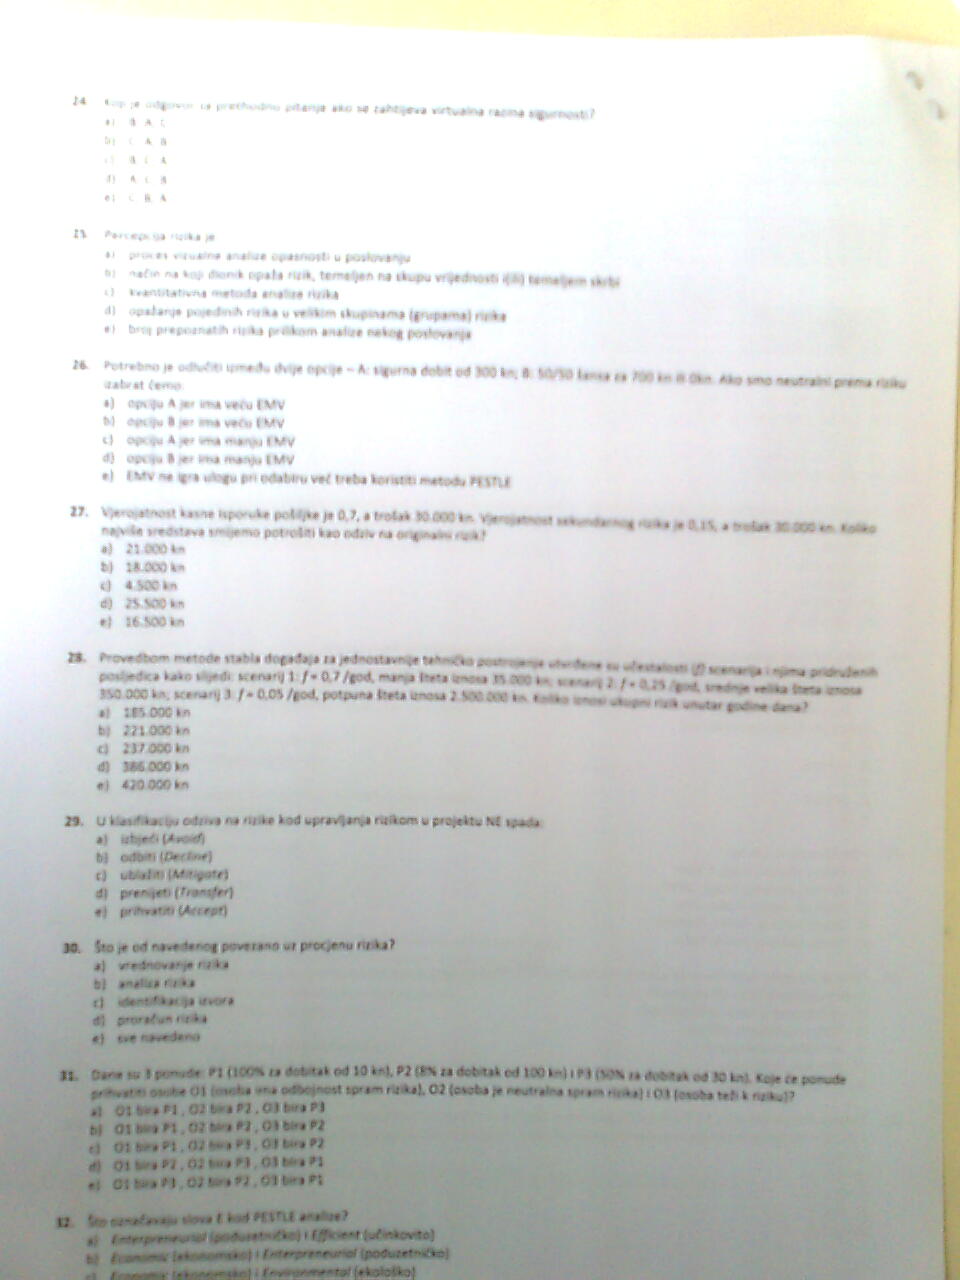 24. Koji je odgovor za prethodno pitanje ako se zahtijeva virtualna razina sigurnosti?
a) B A C
b) C A B
c) B C A
d) A C B
e) C B A
25. Percepcija rizika je
a) proces vizualne analize opasnosti u poslovanju
b) način na koji dionik opaža rizik, temeljen na skupu vrijednosti i(ili) temeljem skrbi
c) kvantitativna metoda analize rizika
d) opažanje pojedinih rizika u velikim skupinama (grupama) rizika
e) broj prepoznatih rizika prilikom analize nekog poslovanja
26. Potrebno je odlučiti između dvije opcije – A: sigurna dobit od 300 kn; B: 50/50 šansa za 700 kn ili 0kn. Ako smo neutralni prema riziku
izabrat ćemo:
a) opciju A jer ima veću EMV
b) opciju B jer ima veću EMV
c) opciju A jer ima manju EMV
d) opciju B jer ima manju EMV
e) EMV ne igra ulogu pri odabiru već treba koristiti metodu PESTLE
27. Vjerojatnost kasne isporuke pošiljke je 0,7, a trošak 30.000 kn. Vjerojatnost sekundarnog rizika je 0,15, a trošak 30.000 kn. Koliko
najviše sredstava smijemo potrošiti kao odziv na originalni rizik?
a) 21.000 kn
b) 18.000 kn
c) 4.500 kn
d) 25.500 kn
e) 16.500 kn
28. Provedbom metode stabla događaja za jednostavnije tehničko postrojenje utvrđene su učestalosti (f) scenarija i njima pridruženih
posljedica kako slijedi: scenarij 1: f = 0,7 /god, manja šteta iznosa 35.000 kn; scenarij 2: f = 0,25 /god, srednje velika šteta iznosa
350.000 kn; scenarij 3: f = 0,05 /god, potpuna šteta iznosa 2.500.000 kn. Koliko iznosi ukupni rizik unutar godine dana?
a) 185.000 kn
b) 221.000 kn
c) 237.000 kn
d) 386.000 kn
e) 420.000 kn
29. U klasifikaciju odziva na rizike kod upravljanja rizikom u projektu NE spada:
a) izbjeći (Avoid)
b) odbiti (Decline)
c) ublažiti (Mitigate)
d) prenijeti (Transfer)
e) prihvatiti (Accept)
30. Što je od navedenog povezano uz procjenu rizika?
a) vrednovanje rizika
b) analiza rizika
c) identifikacija izvora
d) proračun rizika
e) sve navedeno
31. Dane su 3 ponude: P1 (100% za dobitak od 10 kn), P2 (8% za dobitak od 100 kn) i P3 (50% za dobitak od 30 kn). Koje će ponude
prihvatiti osobe O1 (osoba ima odbojnost spram rizika), O2 (osoba je neutralna spram rizika) i O3 (osoba teži k riziku)?
a) O1 bira P1 , O2 bira P2 , O3 bira P3
b) O1 bira P1 , O2 bira P2 , O3 bira P2
c) O1 bira P1 , O2 bira P3 , O3 bira P2
d) O1 bira P2 , O2 bira P3 , O3 bira P1
e) O1 bira P3 , O2 bira P2 , O3 bira P1
32. Što označavaju slova E kod PESTLE analize?
a) Enterpreneurial (poduzetničko) i Efficient (učinkovito)
b) Economic (ekonomsko) i Enterpreneurial (poduzetničko)
c) Economic (ekonomsko) i Environmental (ekološko)